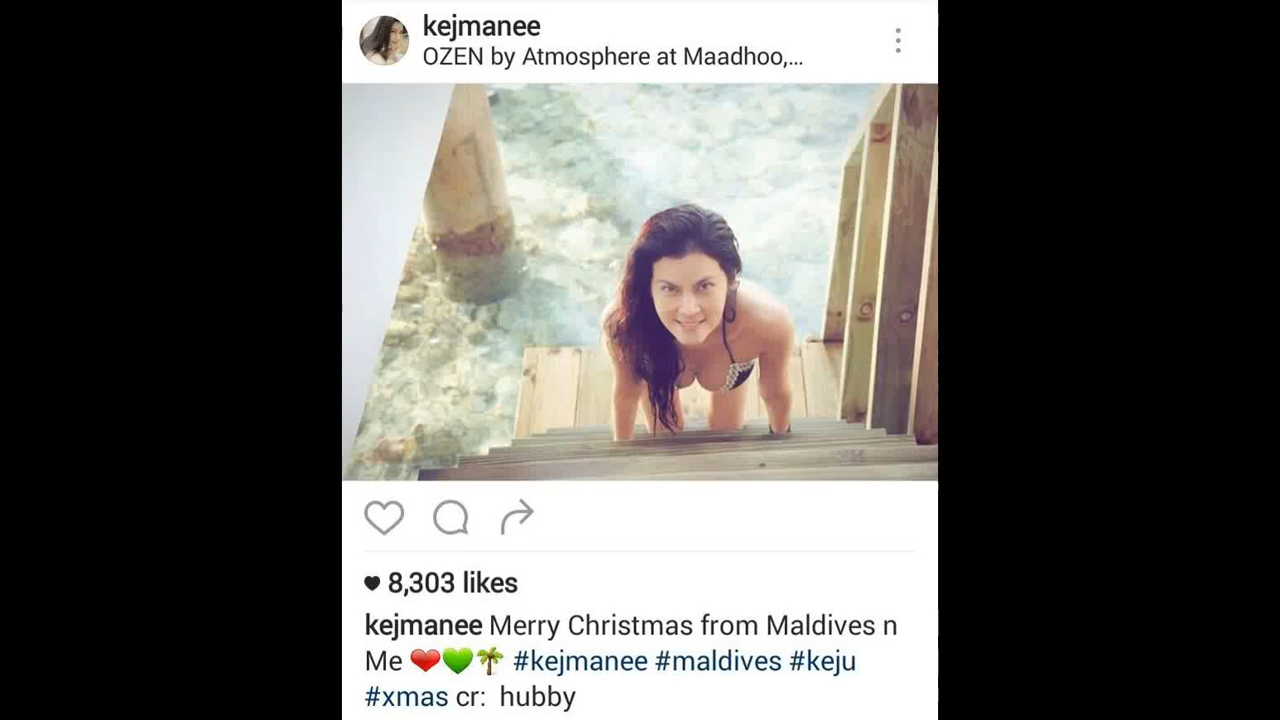 kejmanee
OZEN by Atmosphere at Maadhoo,...
8,303 likes
kejmanee Merry Christmas from Maldives n
Me ❤️💚🌴 #kejmanee #maldives #keju
#xmas cr: hubby